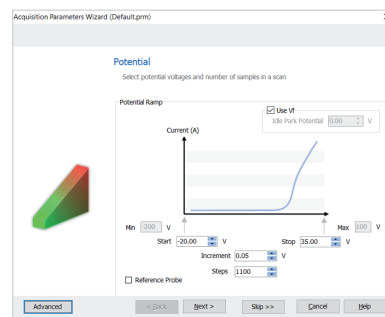 Acquisition Parameters Wizard (Default.prm)
Potential
Select potential voltages and number of samples in a scan
Potential Ramp
Use Vf
Idle Park Potential 0.00 V
Current (A)
Min -200 V
Max 100 V
Start -20.00 V
Stop 35.00 V
Increment 0.05 V
Steps 1100
Reference Probe
Advanced
< Back
Next >
Skip >>
Cancel
Help